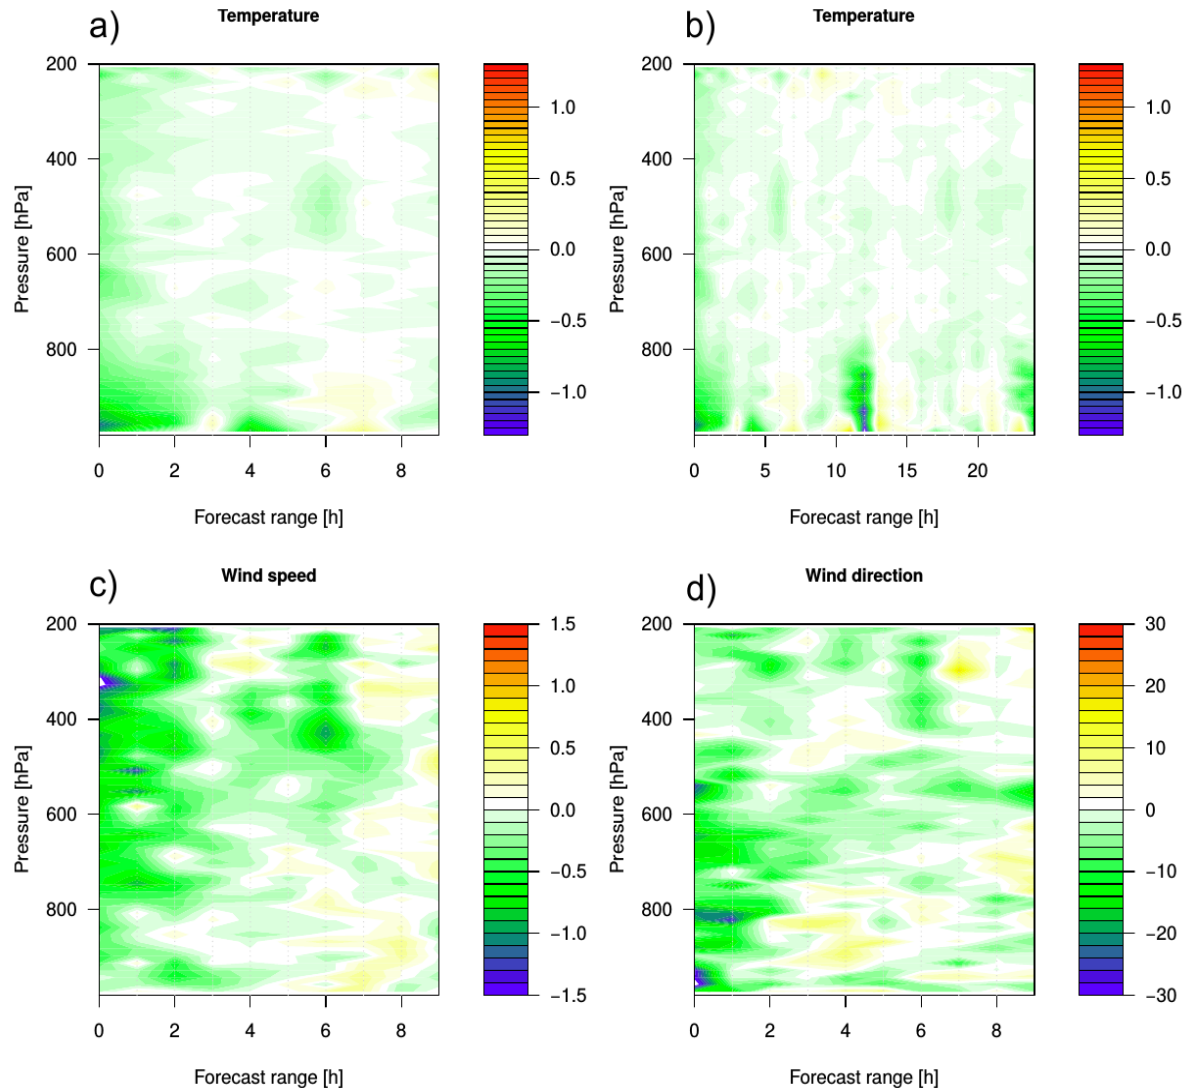 a) Temperature
b) Temperature
200
400
600
800
Pressure [hPa]
0 2 4 6 8
Forecast range [h]
1.0
0.5
0.0
−0.5
−1.0
200
400
600
800
Pressure [hPa]
0 5 10 15 20
Forecast range [h]
1.0
0.5
0.0
−0.5
−1.0
c) Wind speed
d) Wind direction
200
400
600
800
Pressure [hPa]
0 2 4 6 8
Forecast range [h]
1.5
1.0
0.5
0.0
−0.5
−1.0
−1.5
200
400
600
800
Pressure [hPa]
0 2 4 6 8
Forecast range [h]
30
20
10
0
−10
−20
−30